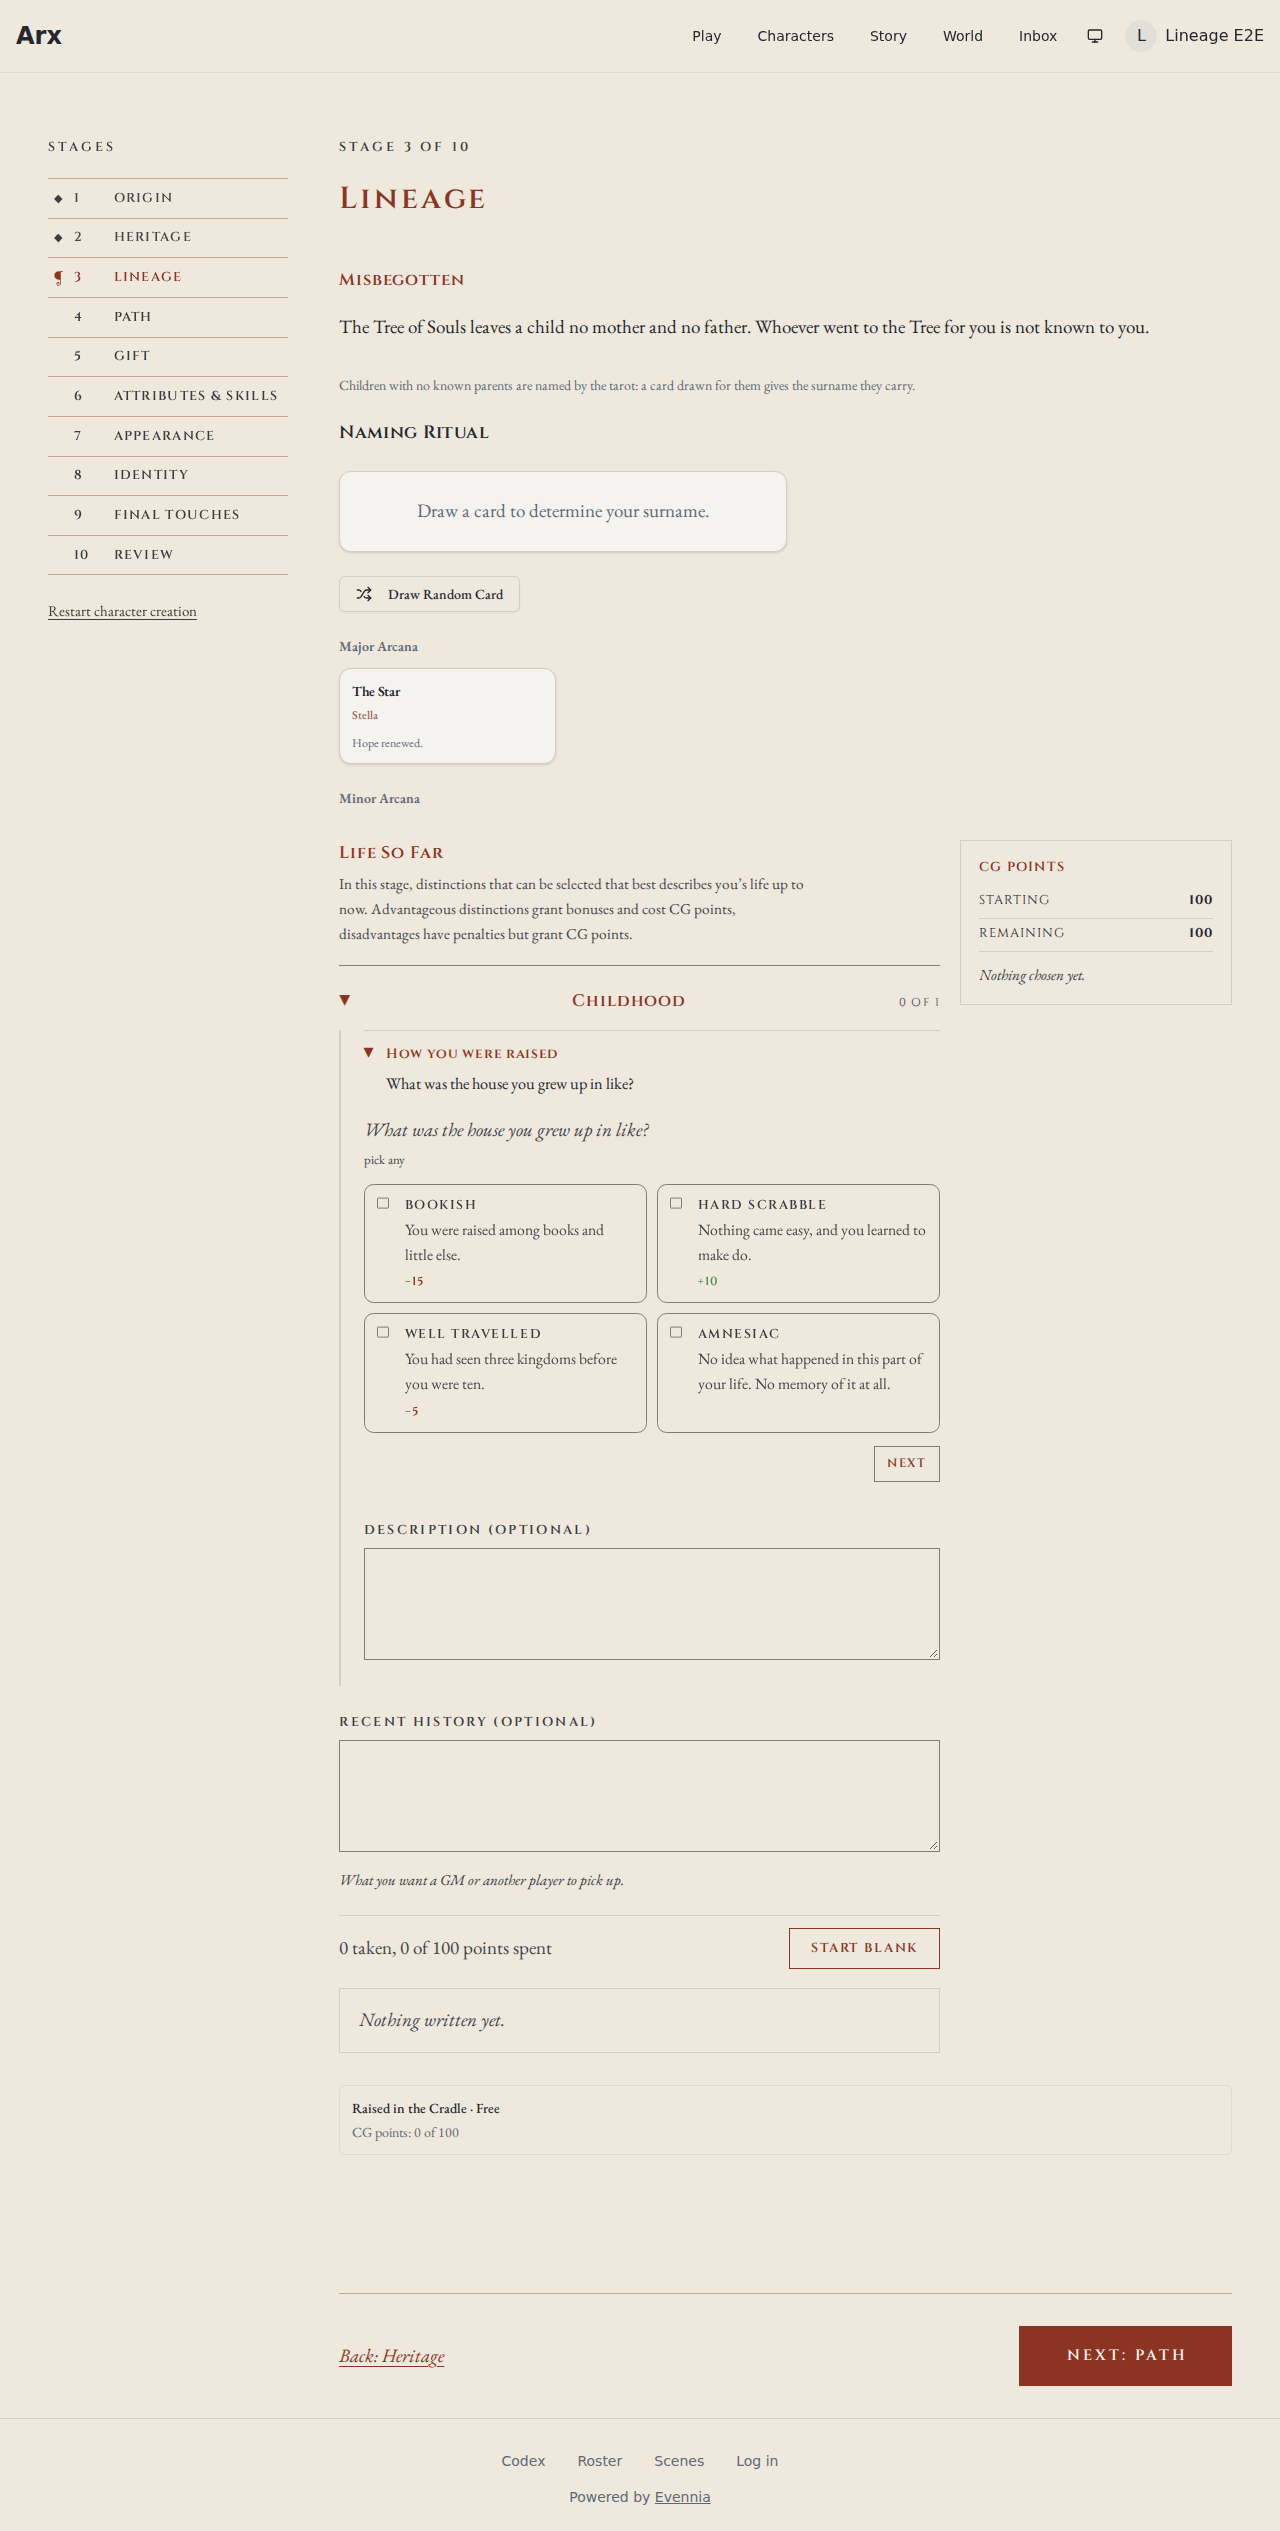 Arx
Play
Characters
Story
World
Inbox
L
Lineage E2E
STAGES
◆ 1 ORIGIN
◆ 2 HERITAGE
¶ 3 LINEAGE
4 PATH
5 GIFT
6 ATTRIBUTES & SKILLS
7 APPEARANCE
8 IDENTITY
9 FINAL TOUCHES
10 REVIEW
Restart character creation
STAGE 3 OF 10
LINEAGE
MISBEGOTTEN
The Tree of Souls leaves a child no mother and no father. Whoever went to the Tree for you is not known to you.
Children with no known parents are named by the tarot: a card drawn for them gives the surname they carry.
NAMING RITUAL
Draw a card to determine your surname.
Draw Random Card
Major Arcana
The Star
Stella
Hope renewed.
Minor Arcana
LIFE SO FAR
In this stage, distinctions that can be selected that best describes you’s life up to
now. Advantageous distinctions grant bonuses and cost CG points,
disadvantages have penalties but grant CG points.
CG POINTS
STARTING 100
REMAINING 100
Nothing chosen yet.
▼ CHILDHOOD 0 OF 1
▼ HOW YOU WERE RAISED
What was the house you grew up in like?
What was the house you grew up in like?
pick any
BOOKISH
You were raised among books and
little else.
−15
HARD SCRABBLE
Nothing came easy, and you learned to
make do.
+10
WELL TRAVELLED
You had seen three kingdoms before
you were ten.
−5
AMNESIAC
No idea what happened in this part of
your life. No memory of it at all.
NEXT
DESCRIPTION (OPTIONAL)
RECENT HISTORY (OPTIONAL)
What you want a GM or another player to pick up.
0 taken, 0 of 100 points spent
START BLANK
Nothing written yet.
Raised in the Cradle · Free
CG points: 0 of 100
Back: Heritage
NEXT: PATH
Codex
Roster
Scenes
Log in
Powered by Evennia